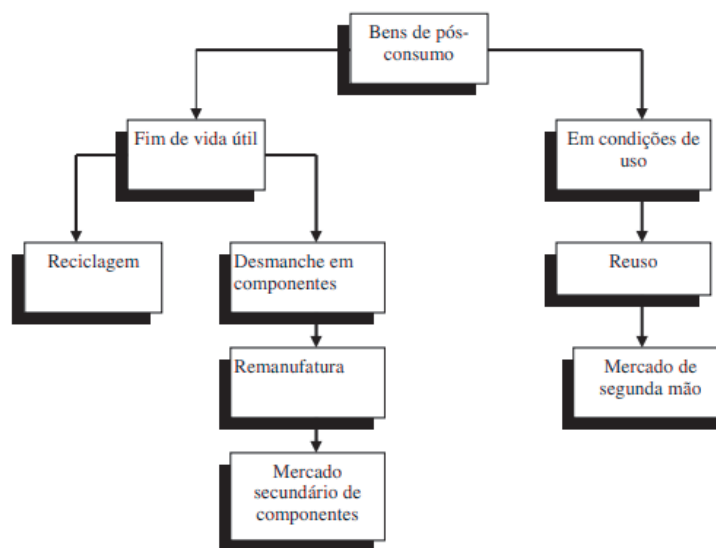 Bens de pós-
consumo
Fim de vida útil
Em condições de
uso
Reciclagem
Desmanche em
componentes
Reuso
Remanufatura
Mercado de
segunda mão
Mercado
secundário de
componentes